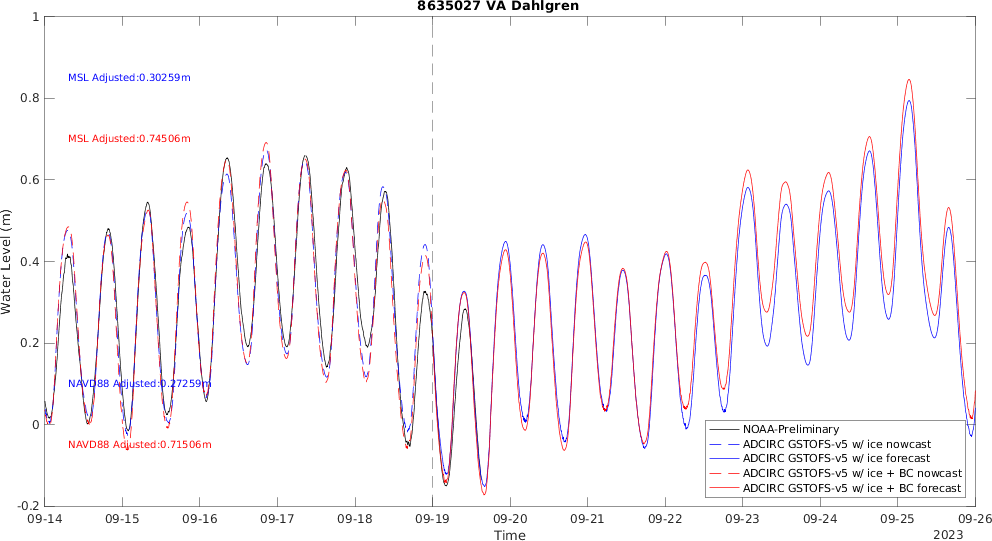 8635027 VA Dahlgren
1
0.8
0.6
0.4
0.2
0
-0.2
Water Level (m)
MSL Adjusted:0.30259m
MSL Adjusted:0.74506m
NAVD88 Adjusted:0.27259m
NAVD88 Adjusted:0.71506m
NOAA-Preliminary
ADCIRC GSTOFS-v5 w/ ice nowcast
ADCIRC GSTOFS-v5 w/ ice forecast
ADCIRC GSTOFS-v5 w/ ice + BC nowcast
ADCIRC GSTOFS-v5 w/ ice + BC forecast
09-14 09-15 09-16 09-17 09-18 09-19 09-20 09-21 09-22 09-23 09-24 09-25 09-26
Time
2023